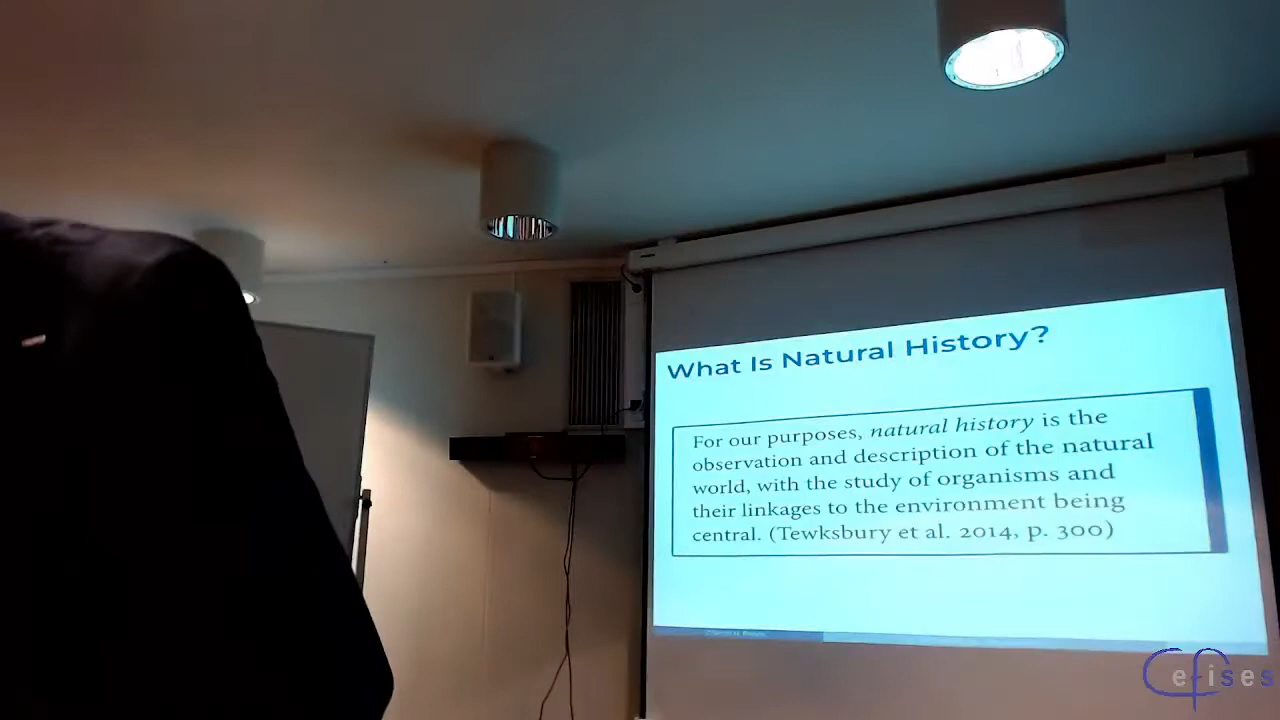 What Is Natural History?
For our purposes, natural history is the
observation and description of the natural
world, with the study of organisms and
their linkages to the environment being
central. (Tewksbury et al. 2014, p. 300)
Cefises